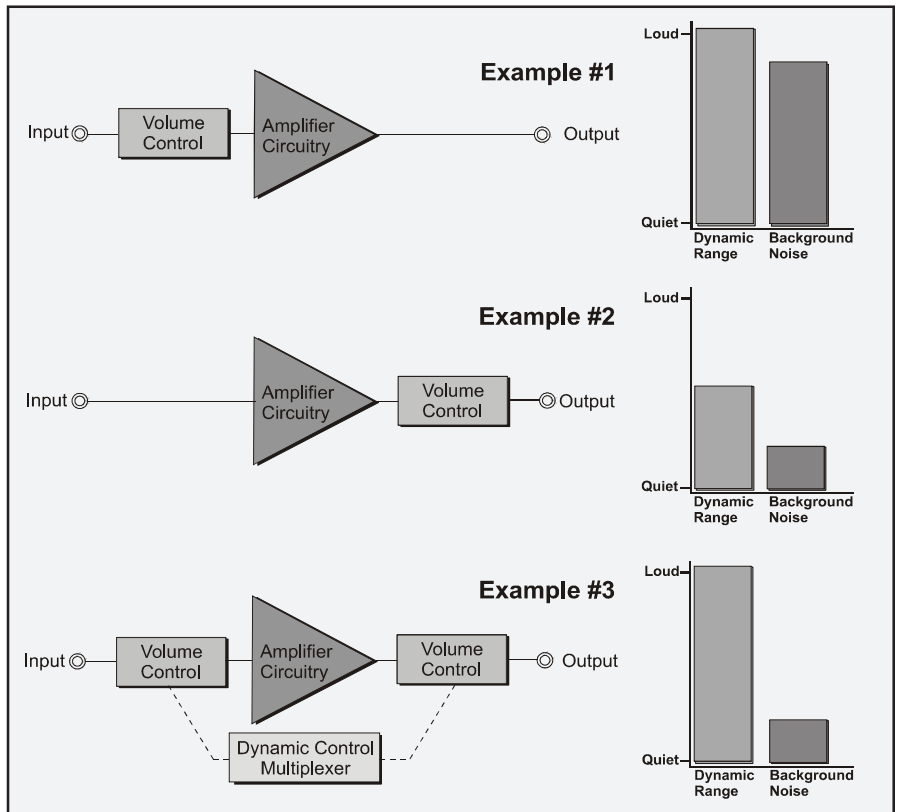 Example #1
Input
Volume
Control
Amplifier
Circuitry
Output
Loud
Quiet
Dynamic
Range
Background
Noise
Example #2
Input
Amplifier
Circuitry
Volume
Control
Output
Loud
Quiet
Dynamic
Range
Background
Noise
Example #3
Input
Volume
Control
Amplifier
Circuitry
Volume
Control
Output
Dynamic Control
Multiplexer
Loud
Quiet
Dynamic
Range
Background
Noise